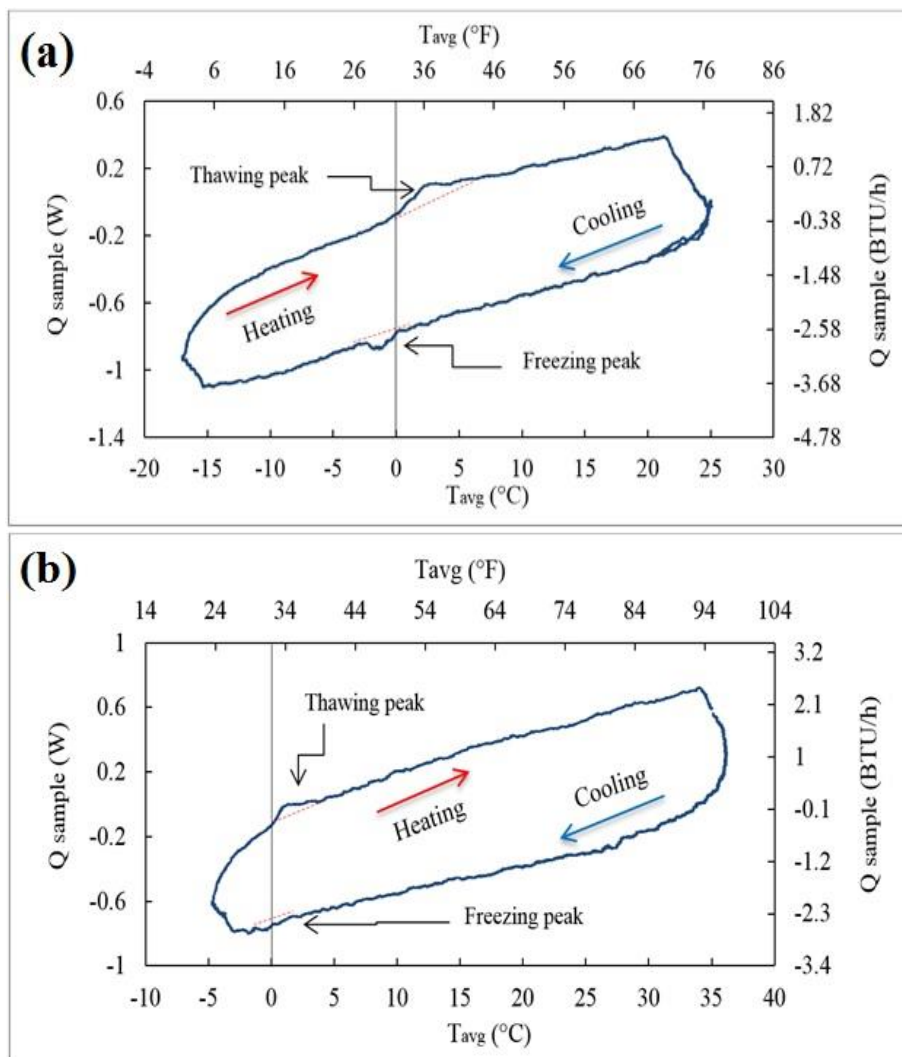 (a)
Tavg (°F)
-4 6 16 26 36 46 56 66 76 86
0.6
0.2
-0.2
-0.6
-1
-1.4
Q sample (W)
1.82
0.72
-0.38
-1.48
-2.58
-3.68
-4.78
Q sample (BTU/h)
Thawing peak
Cooling
Heating
Freezing peak
-20 -15 -10 -5 0 5 10 15 20 25 30
Tavg (°C)
(b)
Tavg (°F)
14 24 34 44 54 64 74 84 94 104
1
0.6
0.2
-0.2
-0.6
-1
Q sample (W)
3.2
2.1
1
-0.1
-1.2
-2.3
-3.4
Q sample (BTU/h)
Thawing peak
Cooling
Heating
Freezing peak
-10 -5 0 5 10 15 20 25 30 35 40
Tavg (°C)